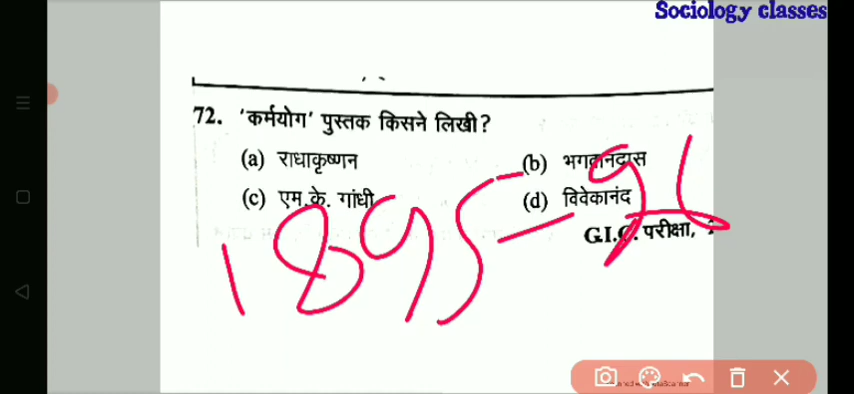 Sociology classes
72. 'कर्मयोग' पुस्तक किसने लिखी?
(a) राधाकृष्णन (b) भगवानदास
(c) एम.के. गांधी (d) विवेकानंद
G.I.C. परीक्षा,
1895-96